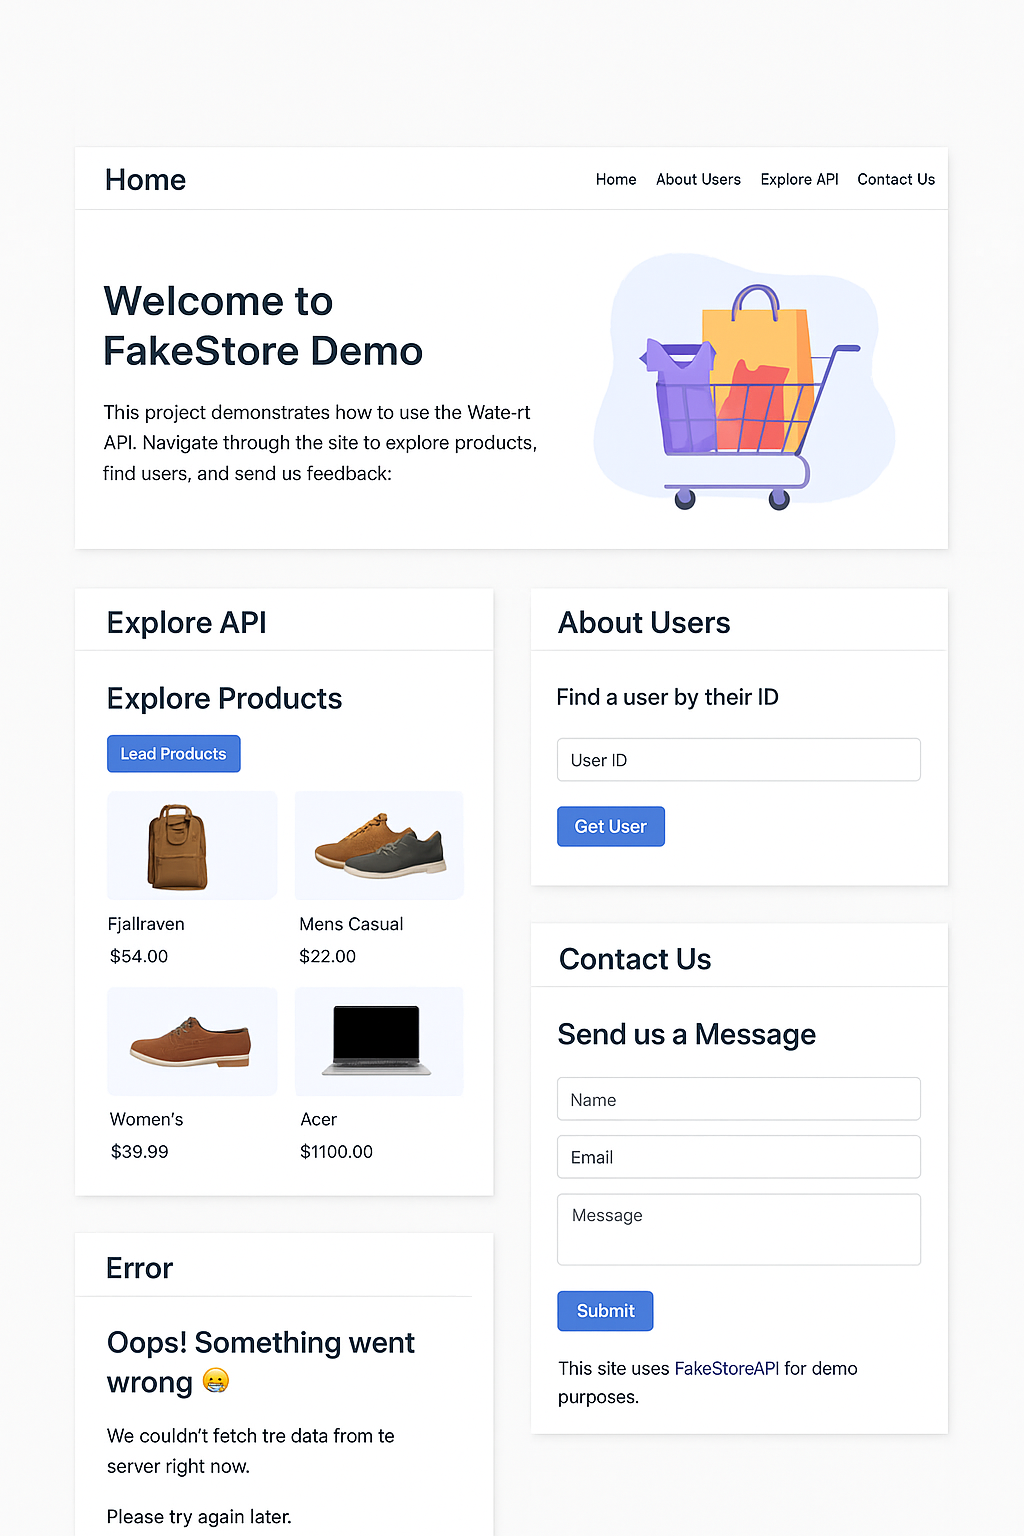 Home
Home About Users Explore API Contact Us
Welcome to
FakeStore Demo
This project demonstrates how to use the Wate-rt
API. Navigate through the site to explore products,
find users, and send us feedback:
Explore API
Explore Products
Lead Products
Fjallraven
$54.00
Mens Casual
$22.00
Women's
$39.99
Acer
$1100.00
About Users
Find a user by their ID
User ID
Get User
Contact Us
Send us a Message
Name
Email
Message
Submit
This site uses FakeStoreAPI for demo
purposes.
Error
Oops! Something went
wrong 😬
We couldn't fetch tre data from te
server right now.
Please try again later.